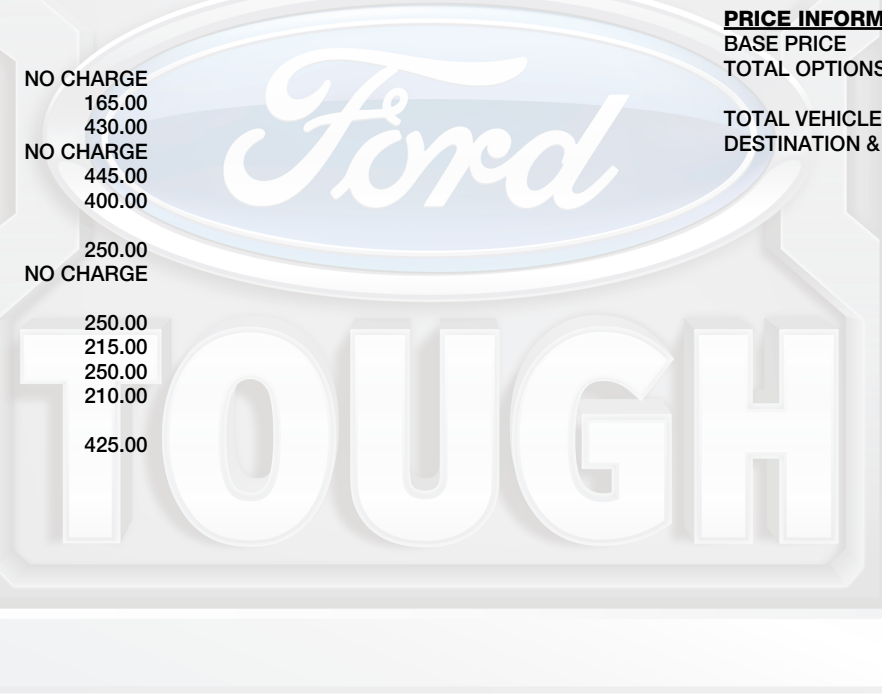 PRICE INFORM
BASE PRICE
TOTAL OPTIONS
TOTAL VEHICLE
DESTINATION &
NO CHARGE
165.00
430.00
NO CHARGE
445.00
400.00
250.00
NO CHARGE
250.00
215.00
250.00
210.00
425.00
Ford
TOUGH